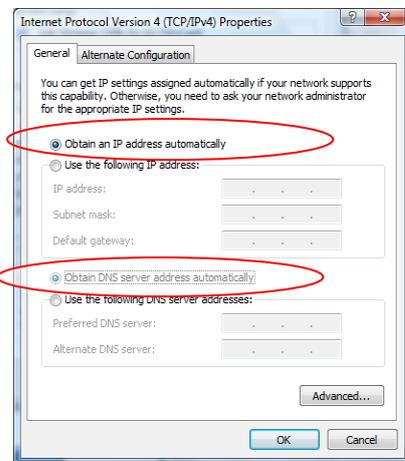 Internet Protocol Version 4 (TCP/IPv4) Properties
General
Alternate Configuration
You can get IP settings assigned automatically if your network supports
this capability. Otherwise, you need to ask your network administrator
for the appropriate IP settings.
Obtain an IP address automatically
Use the following IP address:
IP address:
Subnet mask:
Default gateway:
Obtain DNS server address automatically
Use the following DNS server addresses:
Preferred DNS server:
Alternate DNS server:
Advanced...
OK
Cancel